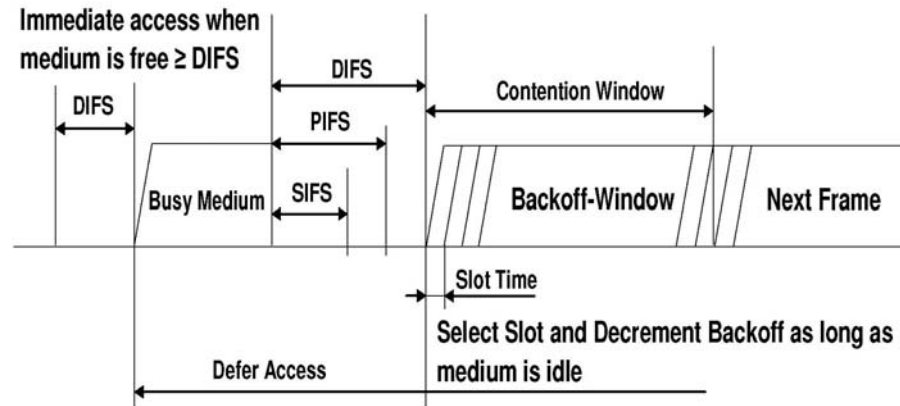 Immediate access when
medium is free ≥ DIFS
DIFS
DIFS
Contention Window
PIFS
Busy Medium
SIFS
Backoff-Window
Next Frame
Slot Time
Select Slot and Decrement Backoff as long as
medium is idle
Defer Access